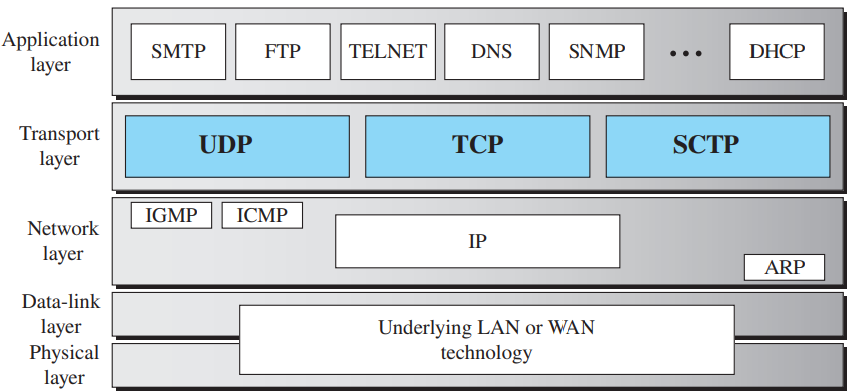 Application
layer
SMTP FTP TELNET DNS SNMP ••• DHCP
Transport
layer
UDP TCP SCTP
Network
layer
IGMP ICMP
IP
ARP
Data-link
layer
Physical
layer
Underlying LAN or WAN
technology